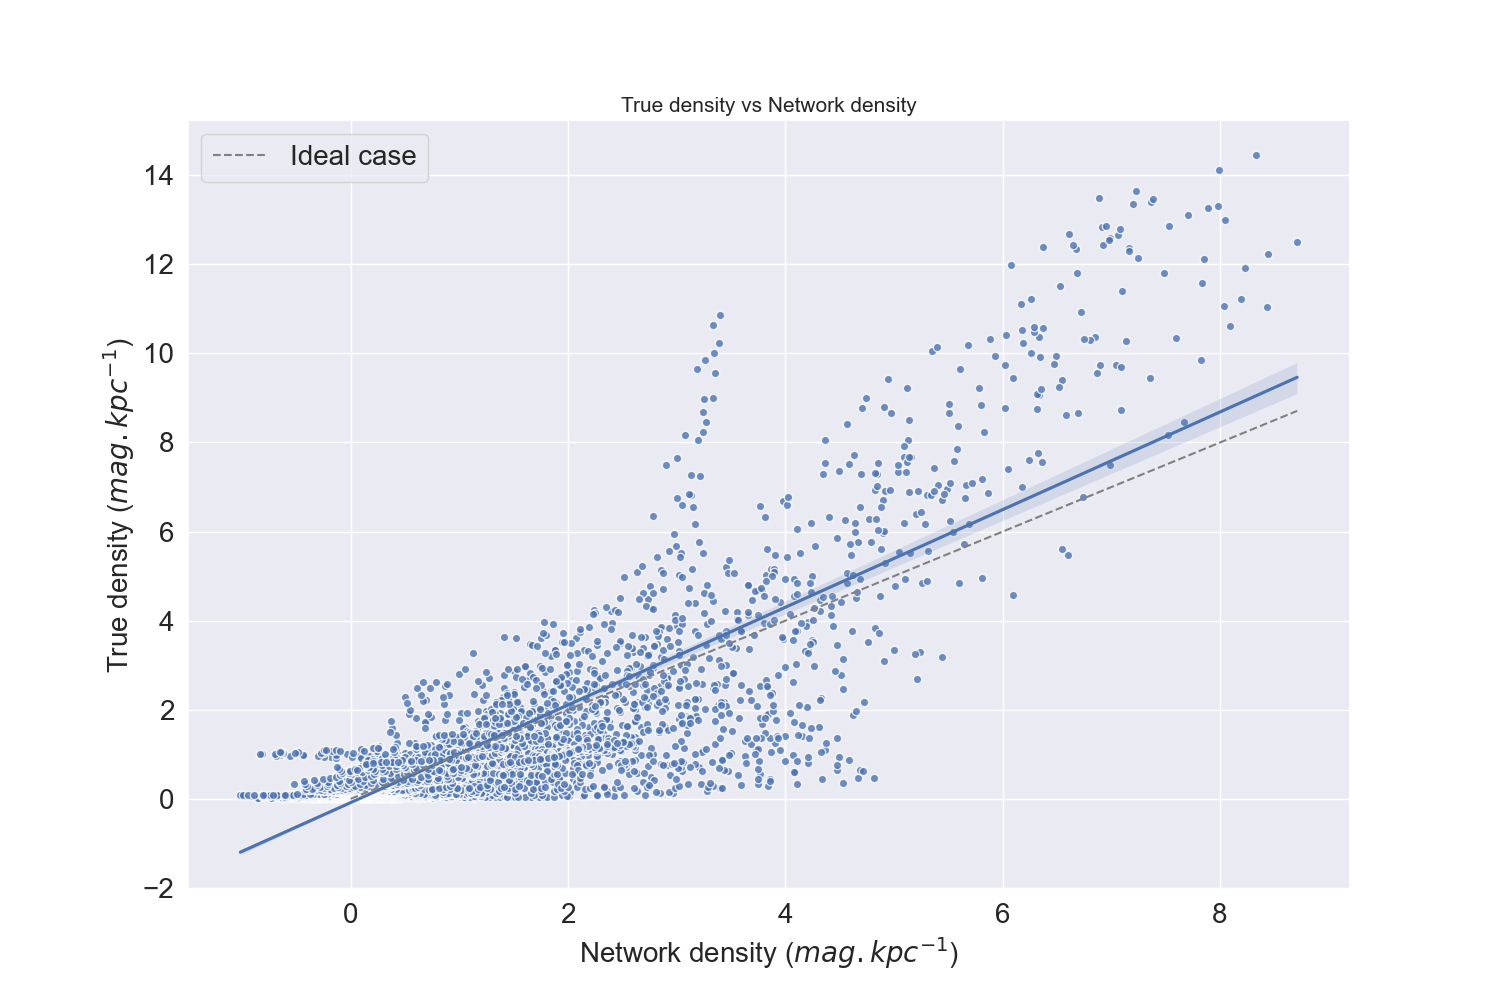 True density vs Network density
Ideal case
14
12
10
8
6
4
2
0
−2
True density (mag. kpc⁻¹)
0 2 4 6 8
Network density (mag. kpc⁻¹)